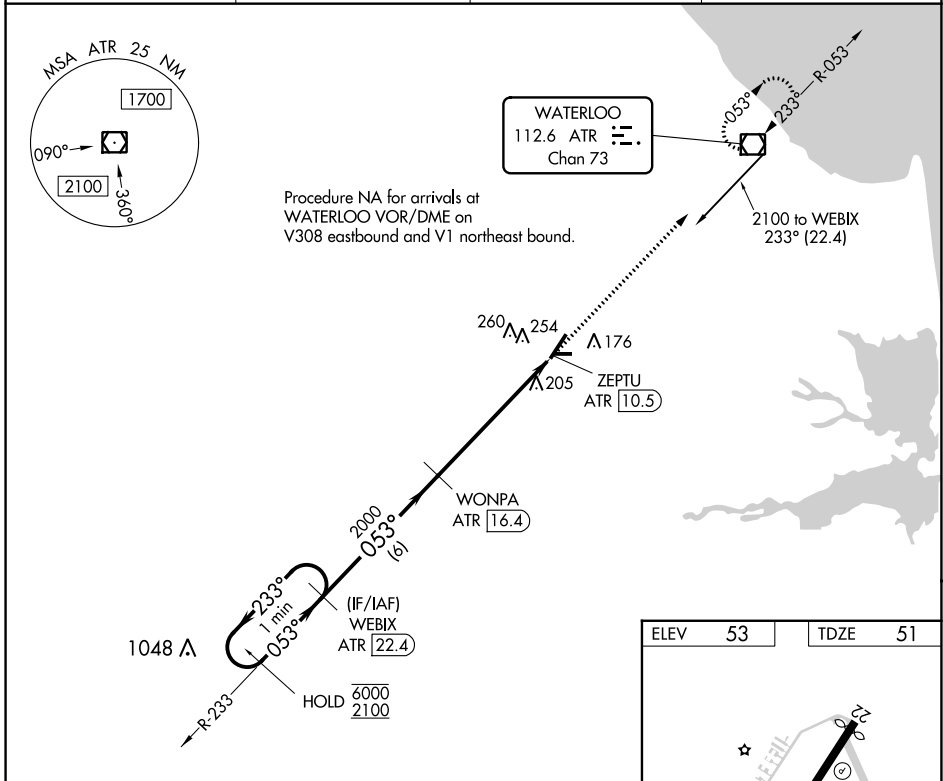 MSA ATR 25 NM
1700
090°
2100
360°
WATERLOO
112.6 ATR
Chan 73
053°
233°
R-053
2100 to WEBIX
233° (22.4)
Procedure NA for arrivals at
WATERLOO VOR/DME on
V308 eastbound and V1 northeast bound.
260
254
176
205
ZEPTU
ATR 10.5
WONPA
ATR 16.4
2000
053°
(6)
233°
1 min
053°
(IF/IAF)
WEBIX
ATR 22.4
1048
HOLD 6000
2100
R-233
ELEV 53
TDZE 51
22